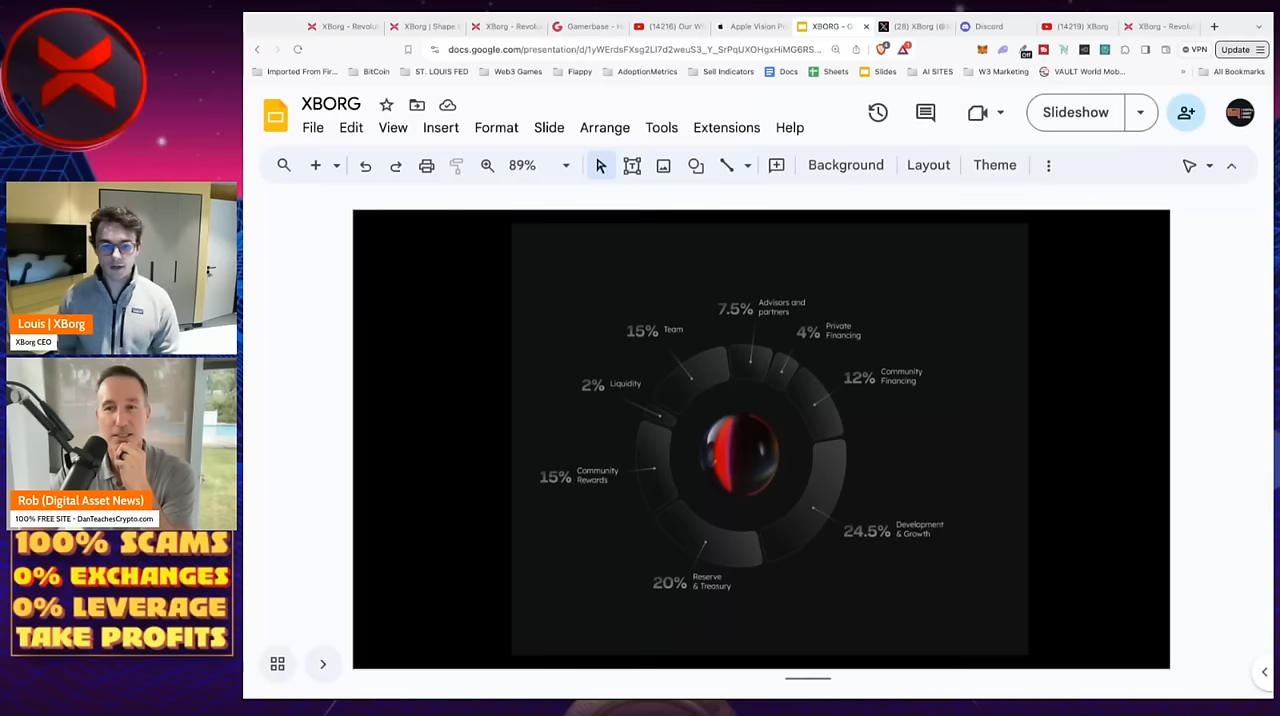 XBorg - Revolu
XBorg | Shape
XBorg - Revolu
Gamerbase - H
(14216) Our W
Apple Vision P
XBORG - G
(28) XBorg (@
Discord
(14219) XBorg
XBorg - Revolu
docs.google.com/presentation/d/1yWErdsFXsg2LI7d2weuS3_Y_SrPqUXOHgxHiMG6RS...
VPN
Update
Imported From Fir...
BitCoin
ST. LOUIS FED
Web3 Games
Flappy
AdoptionMetrics
Sell Indicators
Docs
Sheets
Slides
AI SITES
W3 Marketing
VAULT World Mob...
»
All Bookmarks
XBORG
File Edit View Insert Format Slide Arrange Tools Extensions Help
Slideshow
89%
Background
Layout
Theme
7.5% Advisors and
partners
15% Team
4% Private
Financing
2% Liquidity
12% Community
Financing
15% Community
Rewards
24.5% Development
& Growth
20% Reserve
& Treasury
Louis | XBorg
XBorg CEO
Rob (Digital Asset News)
100% FREE SITE - DanTeachesCrypto.com
100% SCAMS
0% EXCHANGES
0% LEVERAGE
TAKE PROFITS